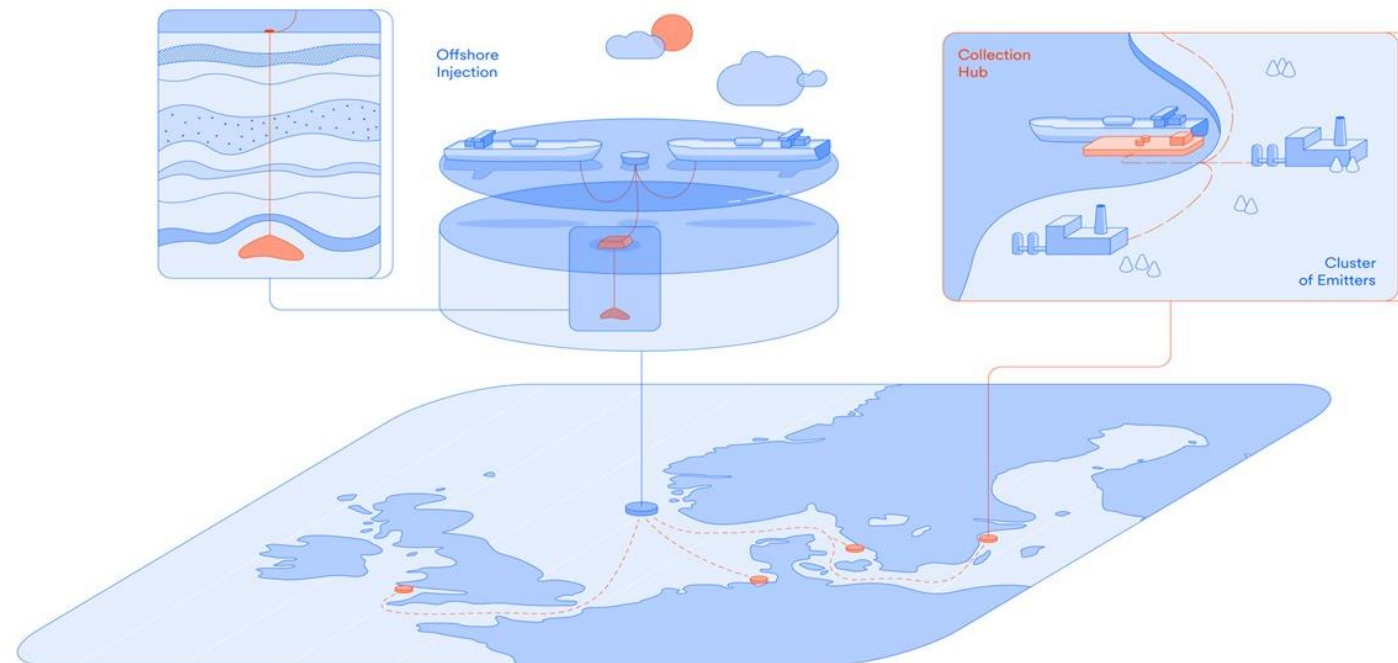 Offshore
Injection
Collection
Hub
Cluster
of Emitters